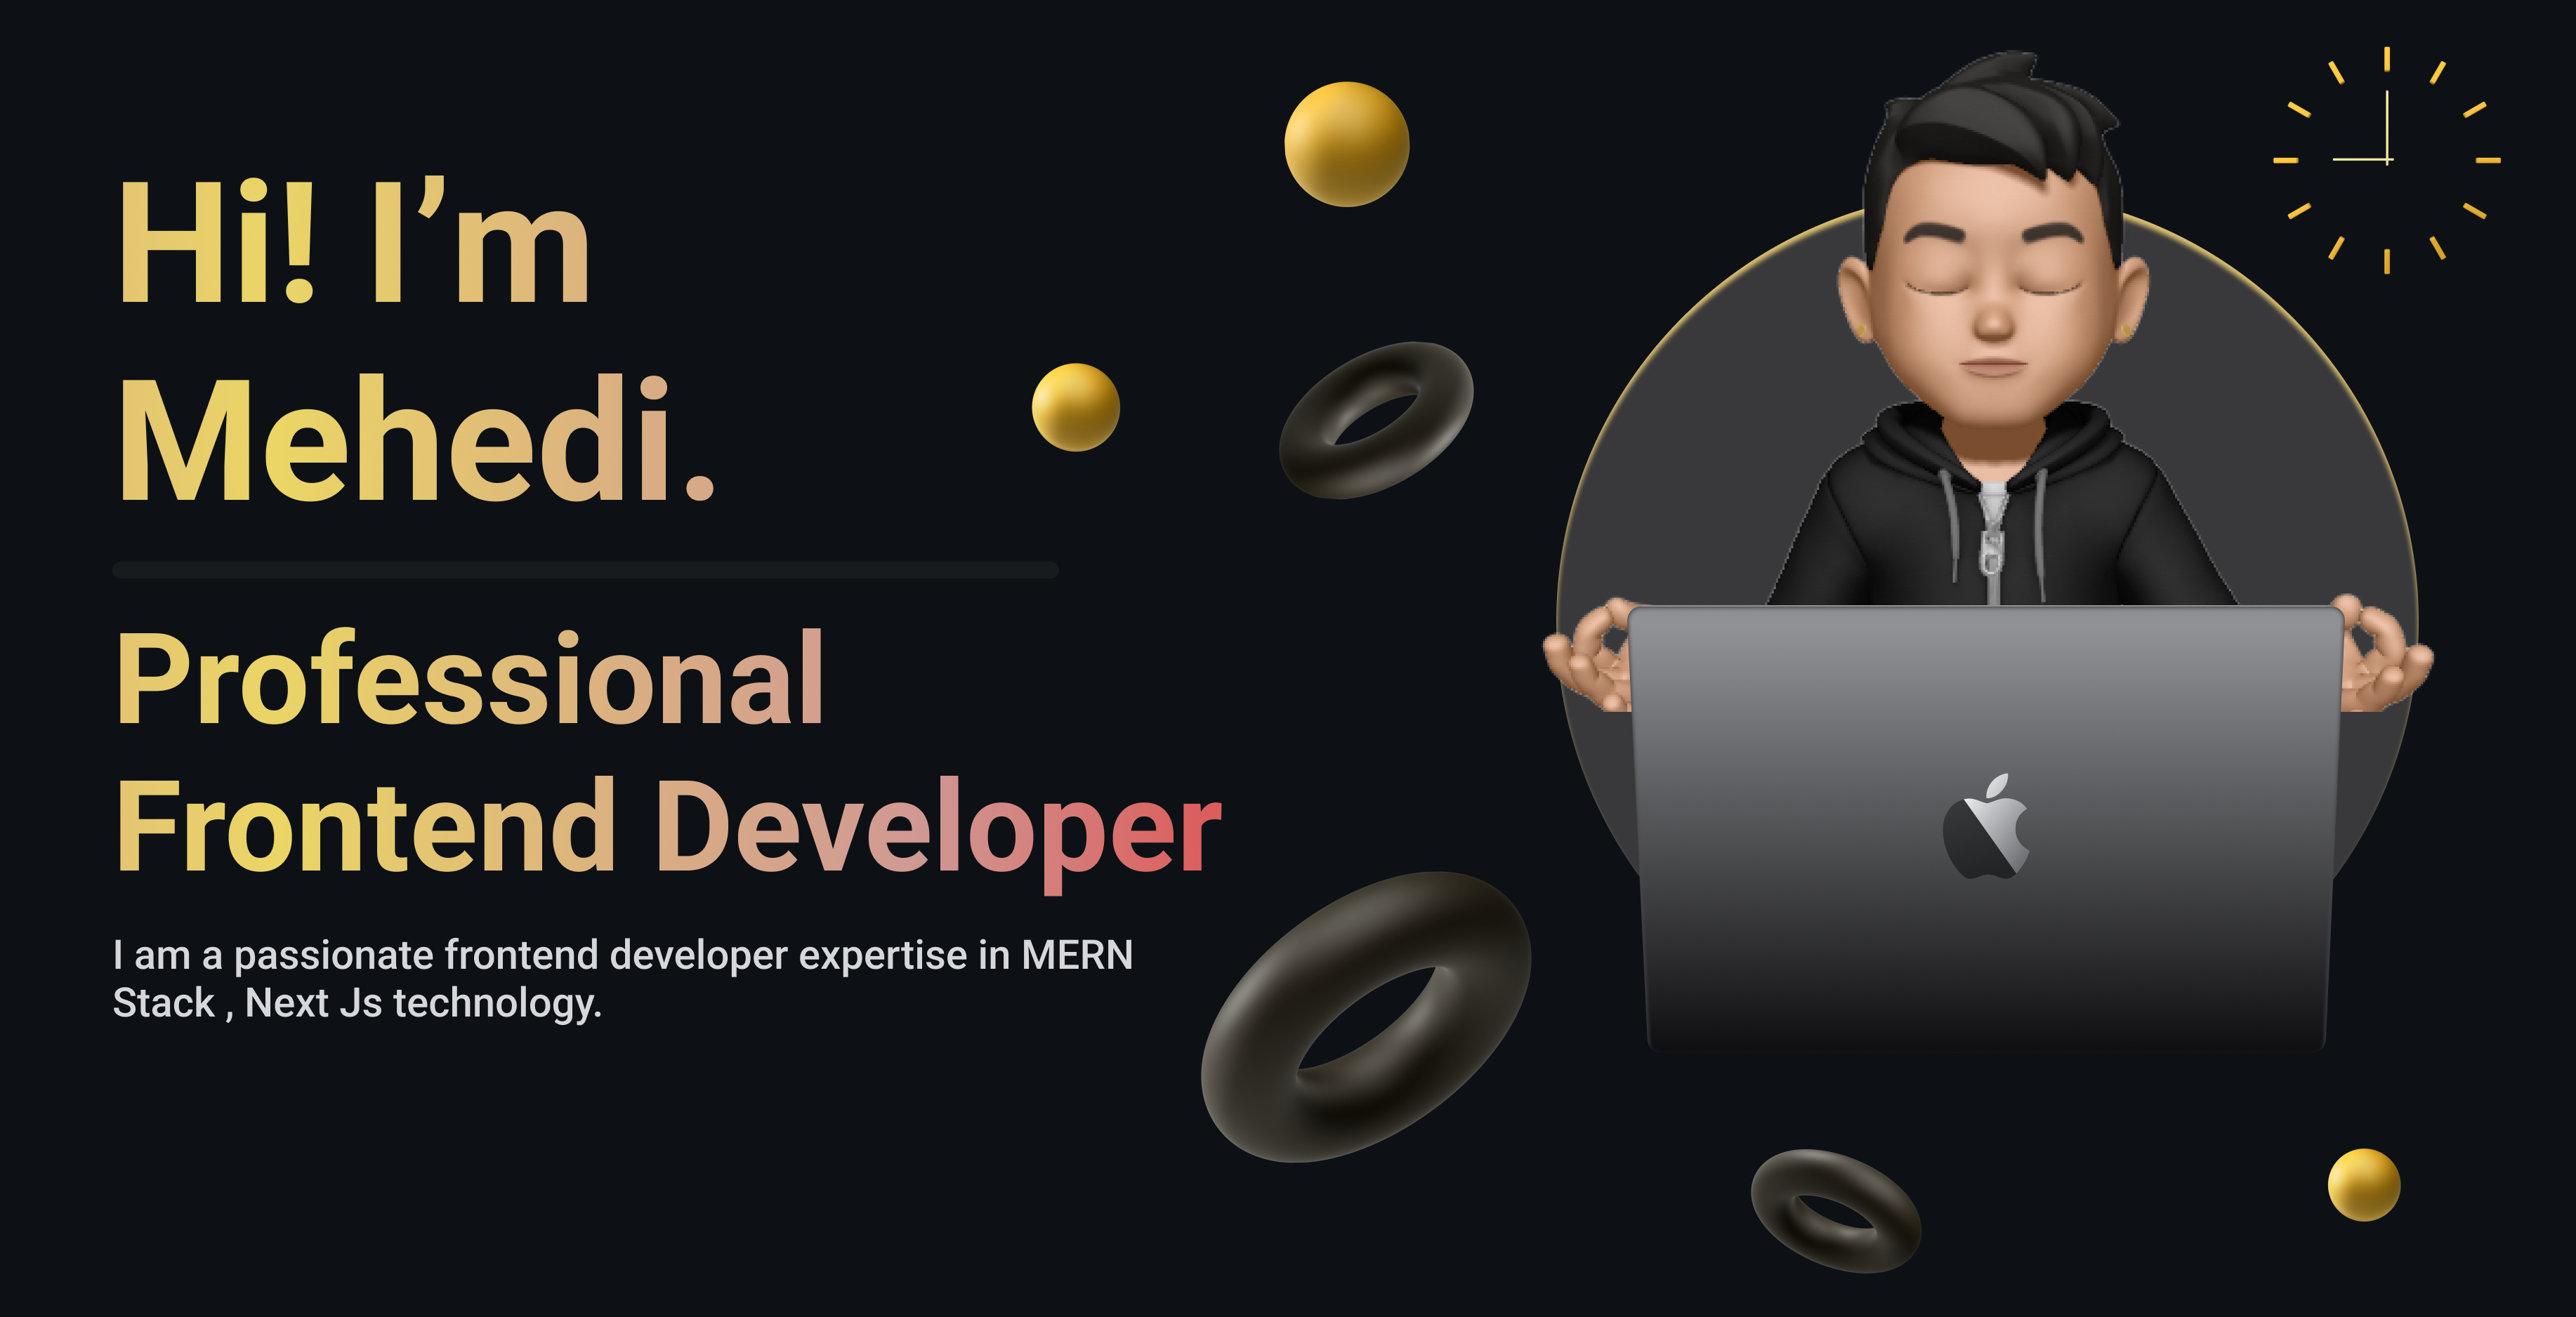 Hi! I’m
Mehedi.
Professional
Frontend Developer
I am a passionate frontend developer expertise in MERN
Stack , Next Js technology.